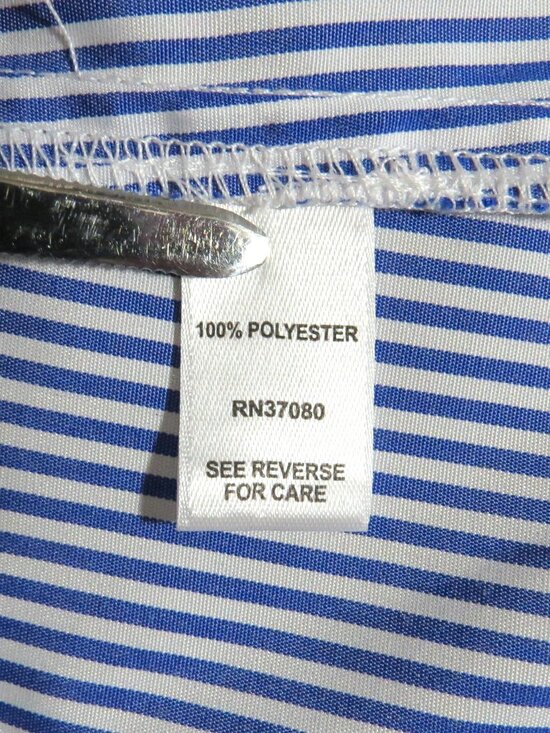 100% POLYESTER
RN37080
SEE REVERSE
FOR CARE